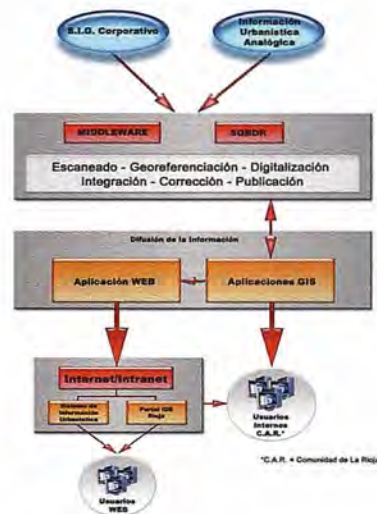 S.I.G. Corporativo
Información
Urbanística
Analógica
MIDDLEWARE
SGBDR
Escaneado - Georeferenciación - Digitalización
Integración - Corrección - Publicación
Difusión de la Información
Aplicación WEB
Aplicaciones GIS
Internet/Intranet
Sistema de
Información
Urbanística
Portal IDE
Rioja
Usuarios
Internos
C.A.R.*
*C.A.R. = Comunidad de La Rioja
Usuarios
WEB